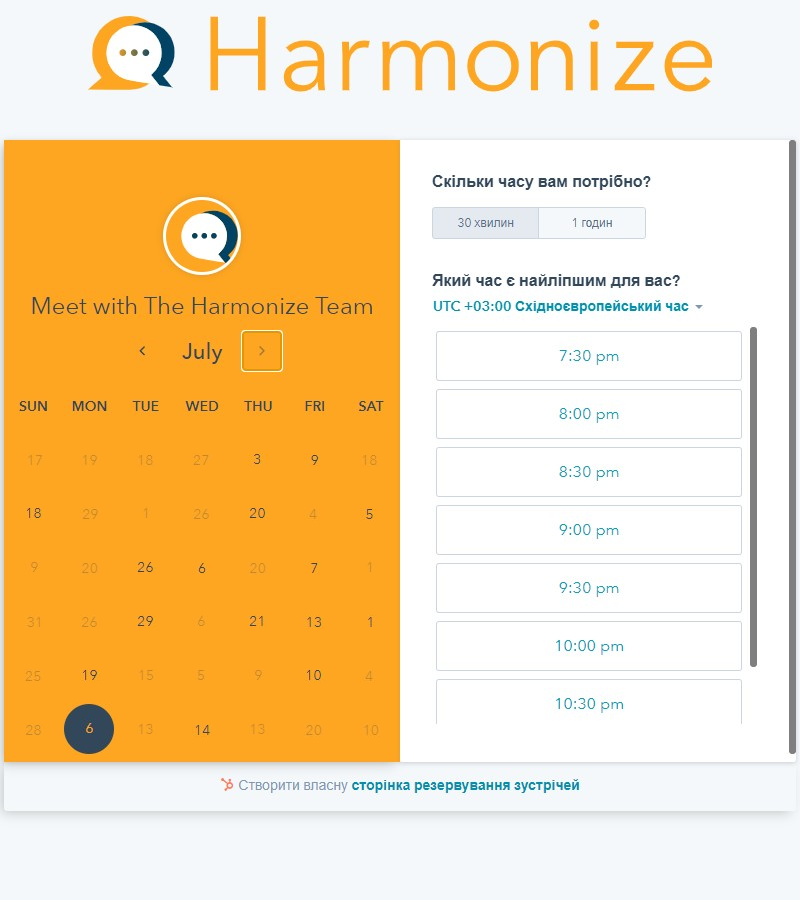 Harmonize
Meet with The Harmonize Team
July
SUN MON TUE WED THU FRI SAT
17 19 18 27 3 9 18
18 29 1 26 20 4 5
9 20 26 6 20 7 1
31 26 29 6 21 13 1
25 19 15 5 9 10 4
28 6 13 14 13 20 10
Скільки часу вам потрібно?
30 хвилин 1 годин
Який час є найліпшим для вас?
UTC +03:00 Східноєвропейський час
7:30 pm
8:00 pm
8:30 pm
9:00 pm
9:30 pm
10:00 pm
10:30 pm
Створити власну сторінка резервування зустрічей